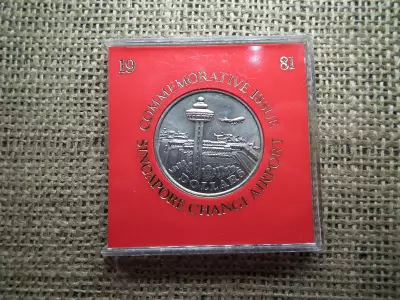 19 81
COMMEMORATIVE ISSUE
SINGAPORE CHANGI AIRPORT
5 DOLLARS